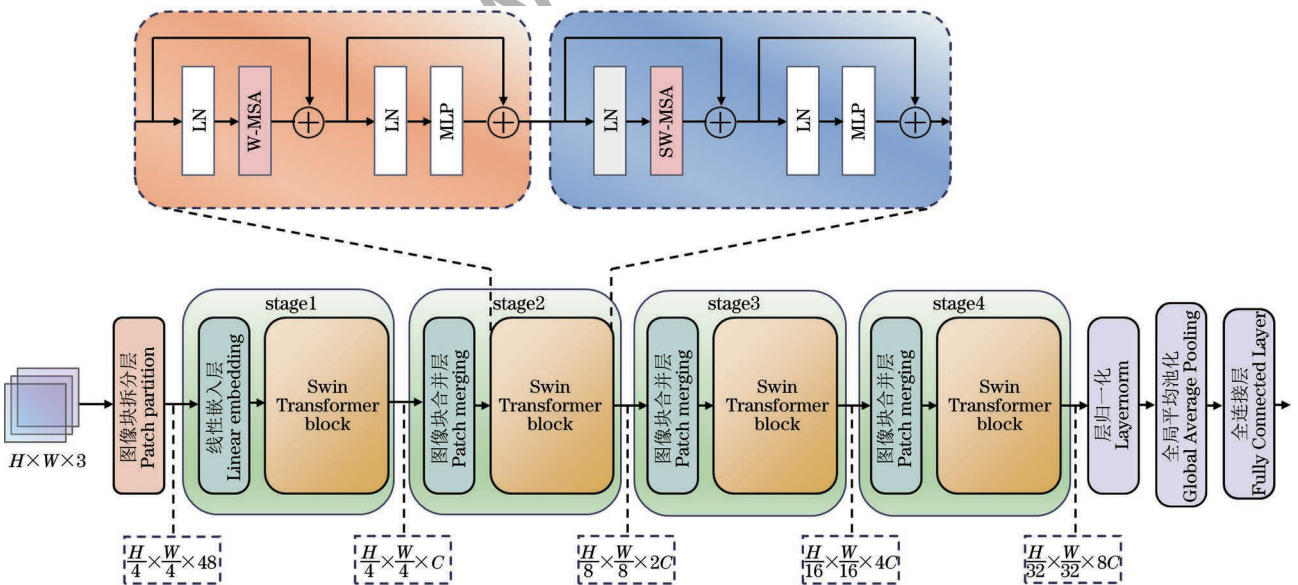 LN
W-MSA
LN
MLP
LN
SW-MSA
LN
MLP
stage1
stage2
stage3
stage4
H×W×3
图像块拆分层
Patch partition
线性嵌入层
Linear embedding
Swin
Transformer
block
图像块合并层
Patch merging
Swin
Transformer
block
图像块合并层
Patch merging
Swin
Transformer
block
图像块合并层
Patch merging
Swin
Transformer
block
层归一化
Layernorm
全局平均池化
Global Average Pooling
全连接层
Fully Connected Layer
H/4×W/4×48
H/4×W/4×C
H/8×W/8×2C
H/16×W/16×4C
H/32×W/32×8C